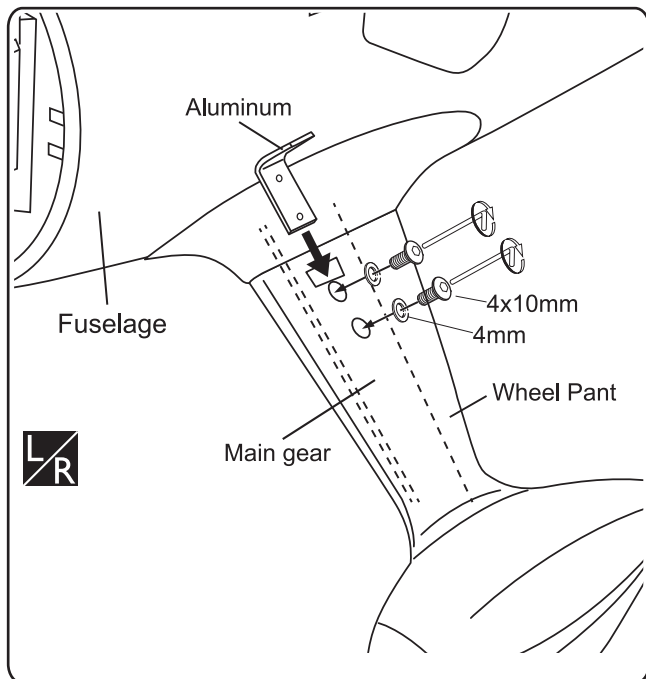 Aluminum
4x10mm
4mm
Fuselage
Wheel Pant
Main gear
L/R